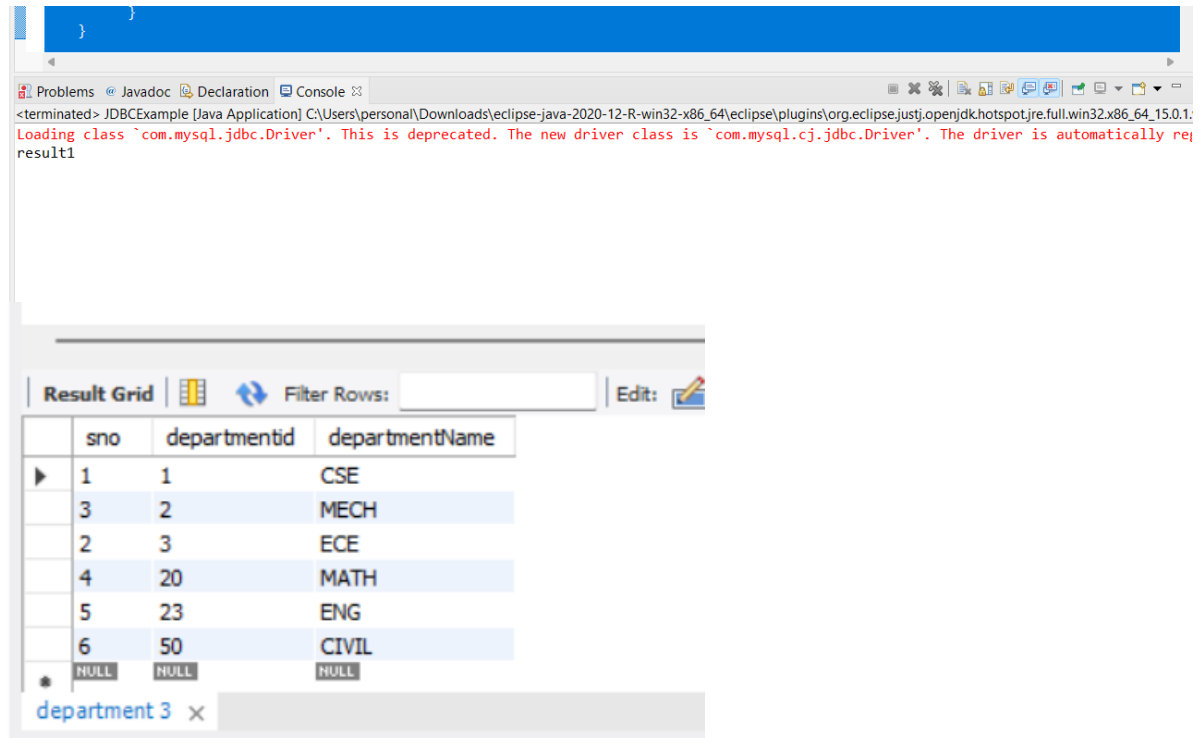 }
}
Problems @ Javadoc Declaration Console
<terminated> JDBCExample [Java Application] C:\Users\personal\Downloads\eclipse-java-2020-12-R-win32-x86_64\eclipse\plugins\org.eclipse.justj.openjdk.hotspot.jre.full.win32.x86_64_15.0.1.
Loading class `com.mysql.jdbc.Driver'. This is deprecated. The new driver class is `com.mysql.cj.jdbc.Driver'. The driver is automatically
result1
Result Grid Filter Rows: Edit:
sno departmentid departmentName
1 1 CSE
3 2 MECH
2 3 ECE
4 20 MATH
5 23 ENG
6 50 CIVIL
NULL NULL NULL
department 3